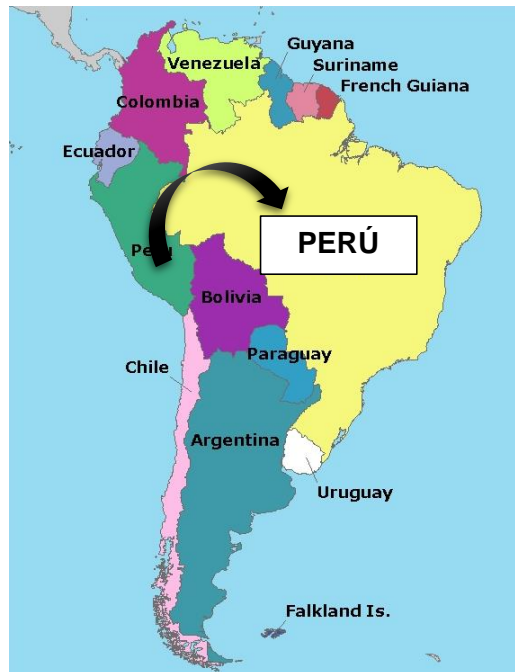 Guyana
Suriname
Venezuela
French Guiana
Colombia
Ecuador
PERÚ
Peru
Bolivia
Paraguay
Chile
Argentina
Uruguay
Falkland Is.